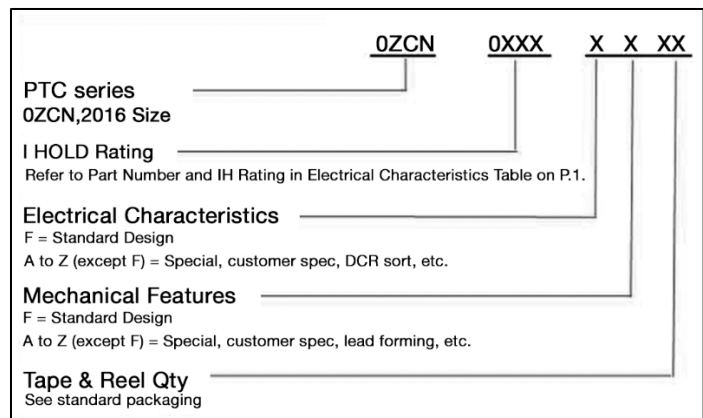 0ZCN 0XXX X X XX
PTC series
0ZCN,2016 Size
I HOLD Rating
Refer to Part Number and IH Rating in Electrical Characteristics Table on P.1.
Electrical Characteristics
F = Standard Design
A to Z (except F) = Special, customer spec, DCR sort, etc.
Mechanical Features
F = Standard Design
A to Z (except F) = Special, customer spec, lead forming, etc.
Tape & Reel Qty
See standard packaging